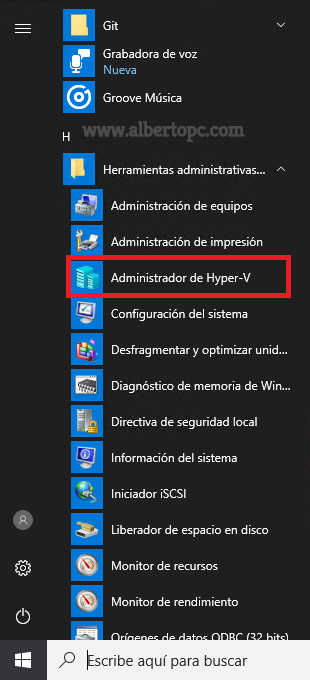 Git
Grabadora de voz
Nueva
Groove Música
www.albertopc.com
H
Herramientas administrativas...
Administración de equipos
Administración de impresión
Administrador de Hyper-V
Configuración del sistema
Desfragmentar y optimizar unid...
Diagnóstico de memoria de Win...
Directiva de seguridad local
Información del sistema
Iniciador iSCSI
Liberador de espacio en disco
Monitor de recursos
Monitor de rendimiento
Orígenes de datos ODBC (32 bits)
Escribe aquí para buscar